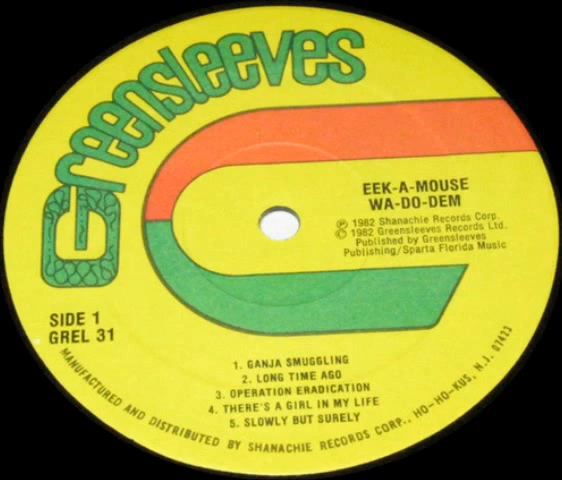 Greensleeves
EEK-A-MOUSE
WA-DO-DEM
℗ 1982 Shanachie Records Corp.
© 1982 Greensleeves Records Ltd.
Published by Greensleeves
Publishing/Sparta Florida Music
SIDE 1
GREL 31
1. GANJA SMUGGLING
2. LONG TIME AGO
3. OPERATION ERADICATION
4. THERE'S A GIRL IN MY LIFE
5. SLOWLY BUT SURELY
MANUFACTURED AND DISTRIBUTED BY SHANACHIE RECORDS CORP., HO-HO-KUS, N.J. 07423